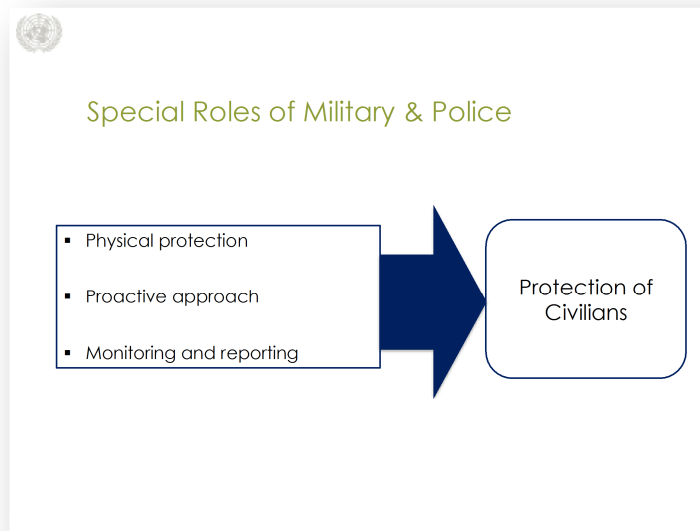 Special Roles of Military & Police
▪ Physical protection
▪ Proactive approach
▪ Monitoring and reporting
Protection of
Civilians